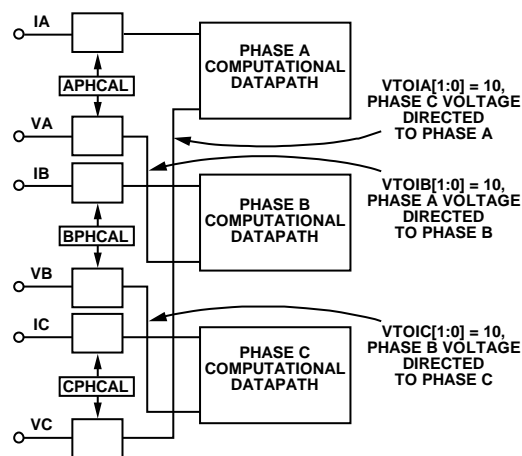 IA
APHCAL
VA
IB
BPHCAL
VB
IC
CPHCAL
VC
PHASE A
COMPUTATIONAL
DATAPATH
PHASE B
COMPUTATIONAL
DATAPATH
PHASE C
COMPUTATIONAL
DATAPATH
VTOIA[1:0] = 10,
PHASE C VOLTAGE
DIRECTED
TO PHASE A
VTOIB[1:0] = 10,
PHASE A VOLTAGE
DIRECTED
TO PHASE B
VTOIC[1:0] = 10,
PHASE B VOLTAGE
DIRECTED
TO PHASE C